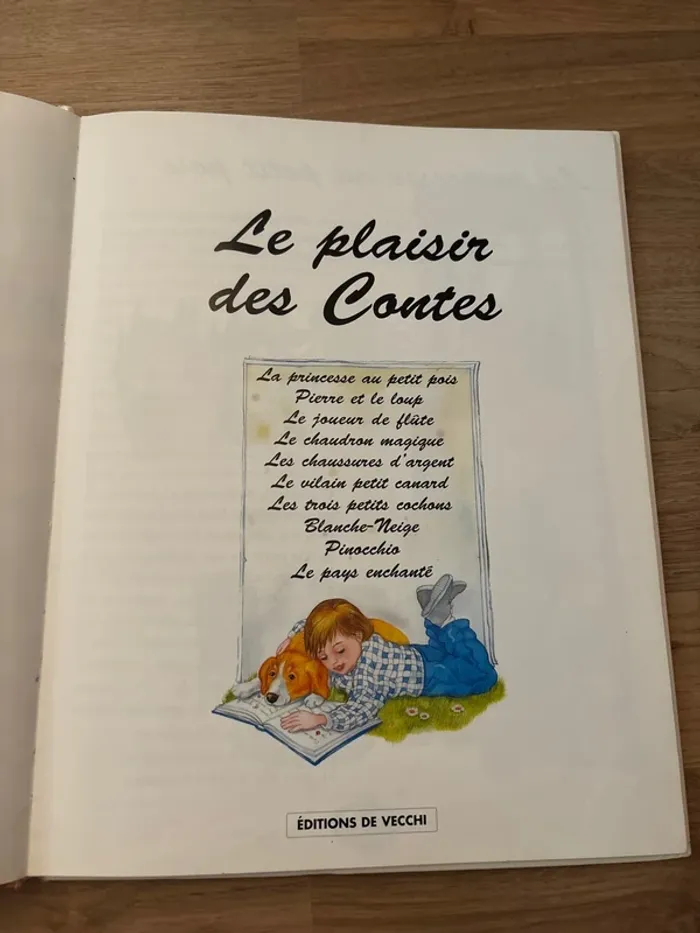 Le plaisir
des Contes
La princesse au petit pois
Pierre et le loup
Le joueur de flûte
Le chaudron magique
Les chaussures d'argent
Le vilain petit canard
Les trois petits cochons
Blanche-Neige
Pinocchio
Le pays enchanté
ÉDITIONS DE VECCHI